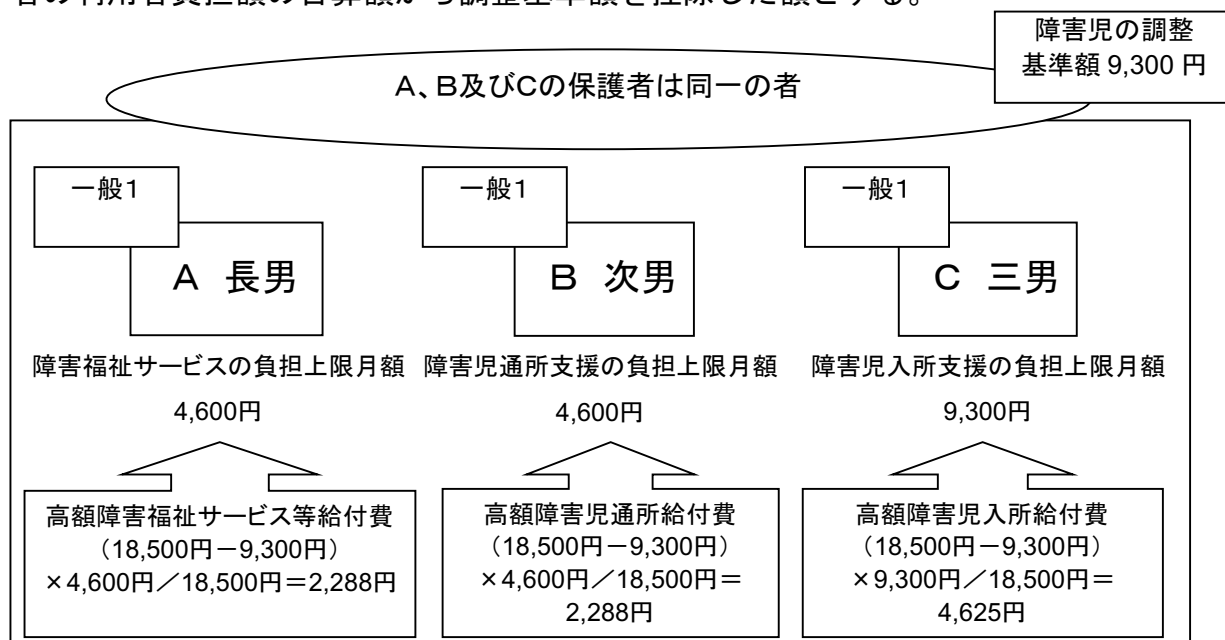 者の利用者負担額の合算額から調整基準額を控除した額とする。
障害児の調整
基準額 9,300 円
A、B及びCの保護者は同一の者
一般1
A 長男
障害福祉サービスの負担上限月額
4,600円
高額障害福祉サービス等給付費
(18,500円-9,300円)
×4,600円/18,500円=2,288円
一般1
B 次男
障害児通所支援の負担上限月額
4,600円
高額障害児通所給付費
(18,500円-9,300円)
×4,600円/18,500円=
2,288円
一般1
C 三男
障害児入所支援の負担上限月額
9,300円
高額障害児入所給付費
(18,500円-9,300円)
×9,300円/18,500円=
4,625円